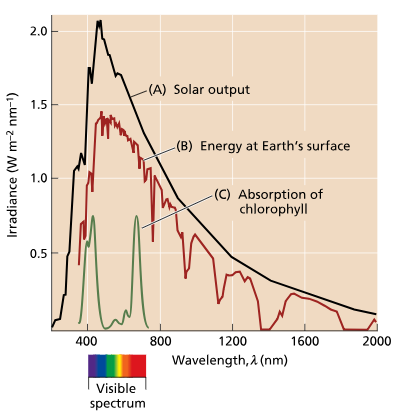 2.0
(A) Solar output
1.5
(B) Energy at Earth's surface
1.0
(C) Absorption of
chlorophyll
0.5
Irradiance (W m⁻² nm⁻¹)
400 800 1200 1600 2000
Wavelength, λ (nm)
Visible
spectrum